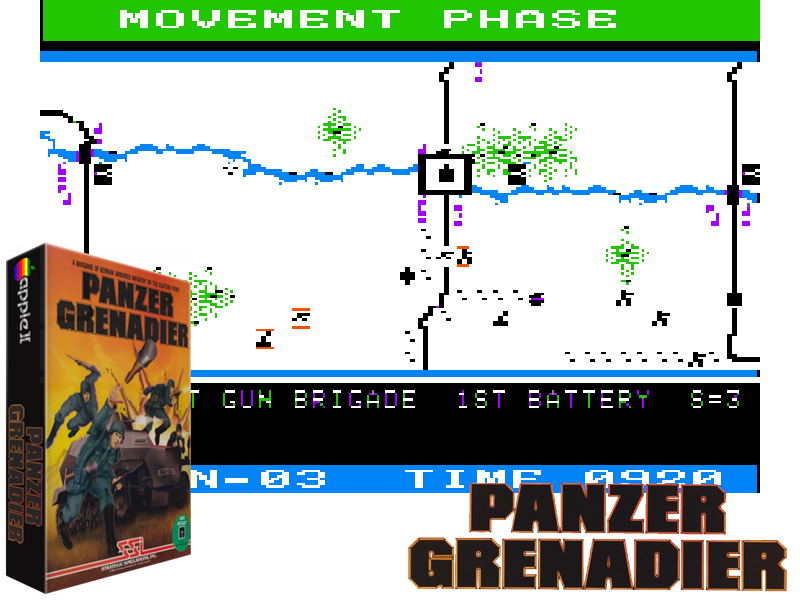 MOVEMENT PHASE
T GUN BRIGADE 1ST BATTERY S=3
N-03 TIME 0920
apple II
A WARGAME OF GERMAN ARMORED INFANTRY ON THE EASTERN FRONT
PANZER
GRENADIER
PANZER
GRENADIER
SSI
STRATEGIC SIMULATIONS INC.
PANZER
GRENADIER